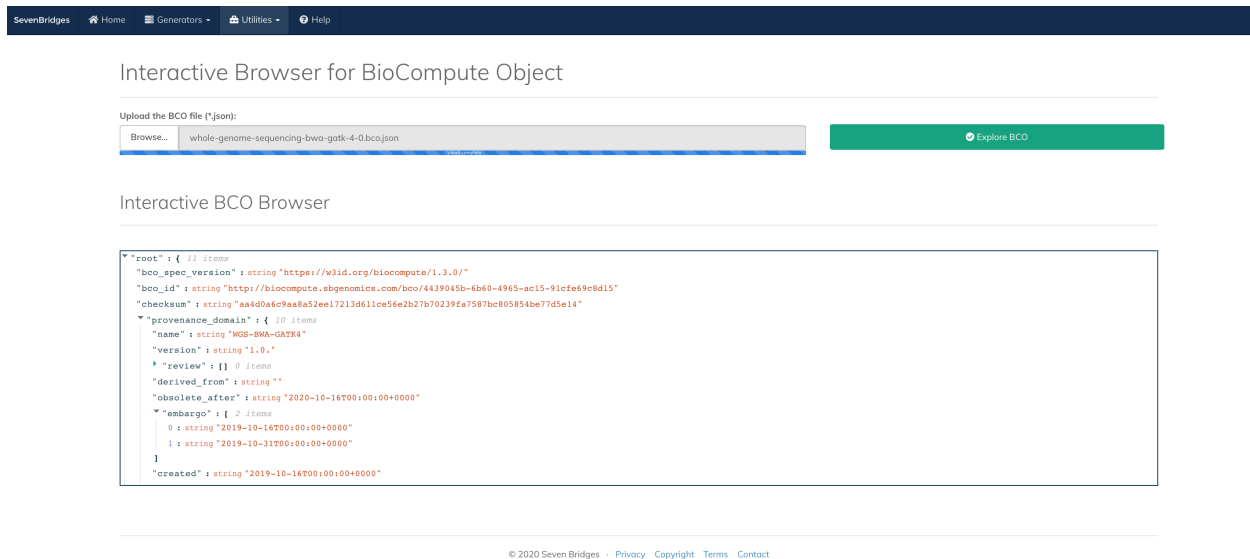 SevenBridges Home Generators Utilities Help
Interactive Browser for BioCompute Object
Upload the BCO file (*.json):
Browse... whole-genome-sequencing-bwa-gatk-4-0.bco.json Explore BCO
Upload complete
Interactive BCO Browser
"root" : { 11 items
"bco_spec_version" : string "https://w3id.org/biocompute/1.3.0/"
"bco_id" : string "http://biocompute.sbgenomics.com/bco/4439045b-6b60-4965-ac15-91cfe69c8d15"
"checksum" : string "aa4d0a6c9aa8a52ee17213d611ce56e2b27b70239fa7587bc805854be77d5e14"
"provenance_domain" : { 10 items
"name" : string "WGS-BWA-GATK4"
"version" : string "1.0."
"review" : [] 0 items
"derived_from" : string ""
"obsolete_after" : string "2020-10-16T00:00:00+0000"
"embargo" : [ 2 items
0 : string "2019-10-16T00:00:00+0000"
1 : string "2019-10-31T00:00:00+0000"
]
"created" : string "2019-10-16T00:00:00+0000"
© 2020 Seven Bridges · Privacy Copyright Terms Contact